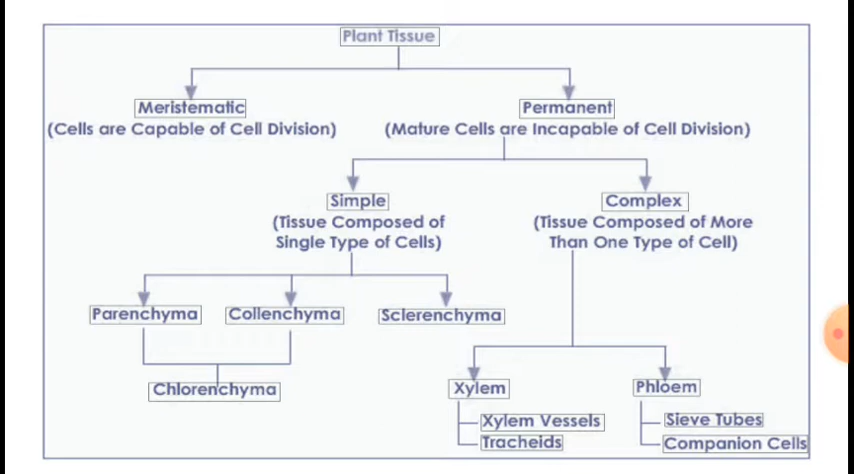 Plant Tissue
Meristematic
(Cells are Capable of Cell Division)
Permanent
(Mature Cells are Incapable of Cell Division)
Simple
(Tissue Composed of
Single Type of Cells)
Complex
(Tissue Composed of More
Than One Type of Cell)
Parenchyma
Collenchyma
Sclerenchyma
Chlorenchyma
Xylem
Xylem Vessels
Tracheids
Phloem
Sieve Tubes
Companion Cells